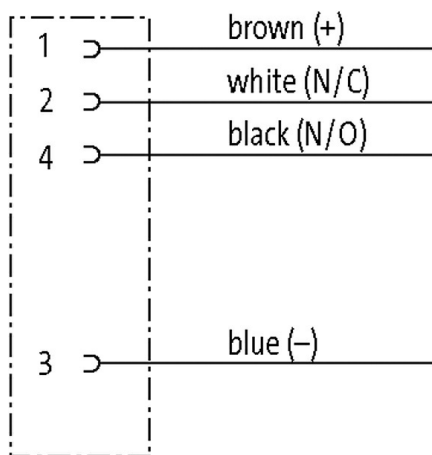 1 brown (+)
2 white (N/C)
4 black (N/O)
3 blue (–)